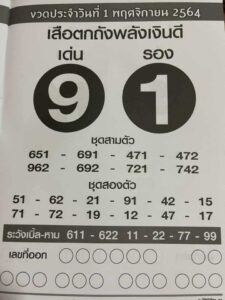 งวดประจำวันที่ 1 พฤศจิกายน 2564
เสือตกถังพลังเงินดี
เด่น รอง
9 1
ชุดสามตัว
651 - 691 - 471 - 472
962 - 692 - 721 - 742
ชุดสองตัว
51 - 62 - 21 - 91 - 42 - 15
71 - 72 - 19 - 12 - 47 - 17
ระวังเบิ้ล-หาม 611 - 622 11 - 22 - 77 - 99
เลขที่ออก